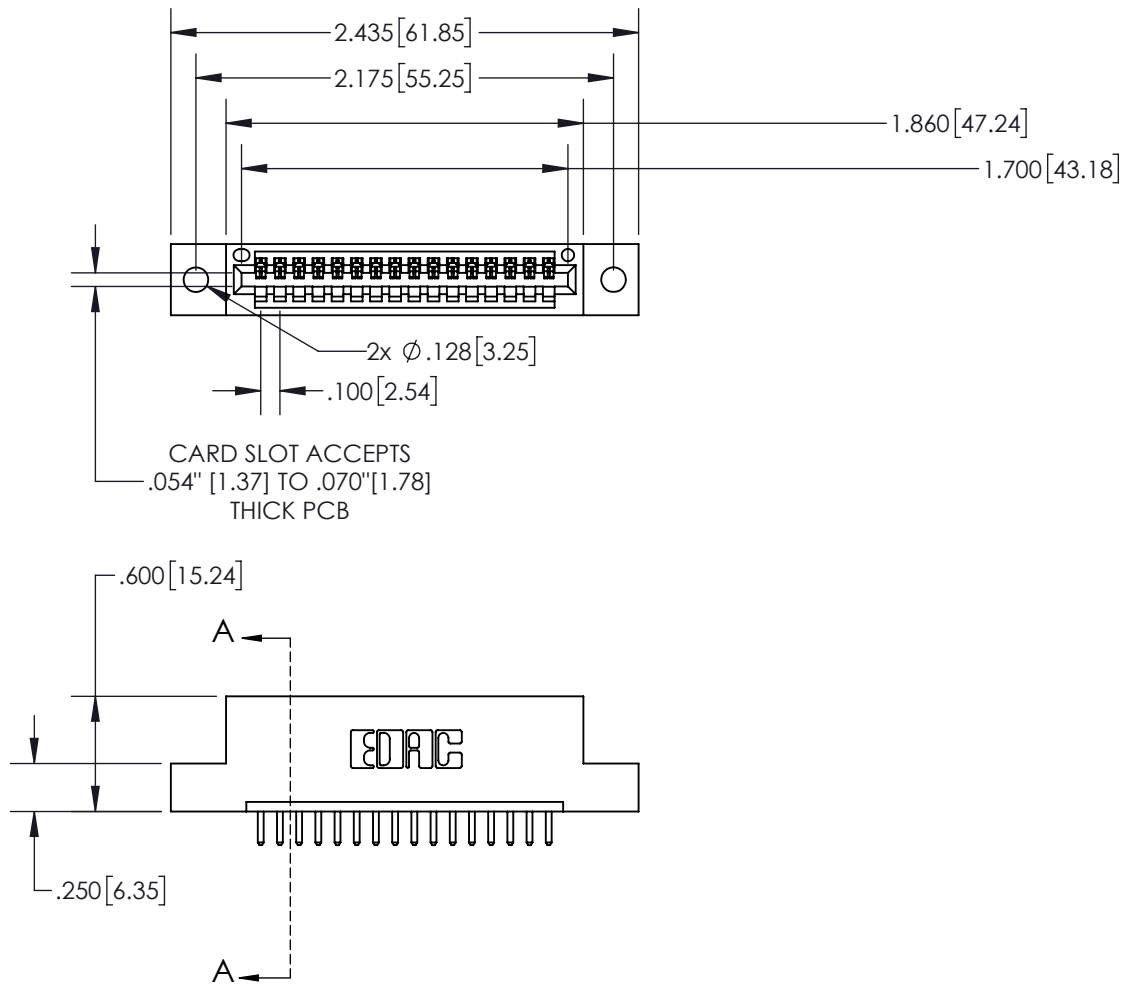 2.435[61.85]
2.175[55.25]
1.860[47.24]
1.700[43.18]
2x Ø.128[3.25]
.100[2.54]
CARD SLOT ACCEPTS
.054" [1.37] TO .070"[1.78]
THICK PCB
.600[15.24]
A
EDAC
.250[6.35]
A